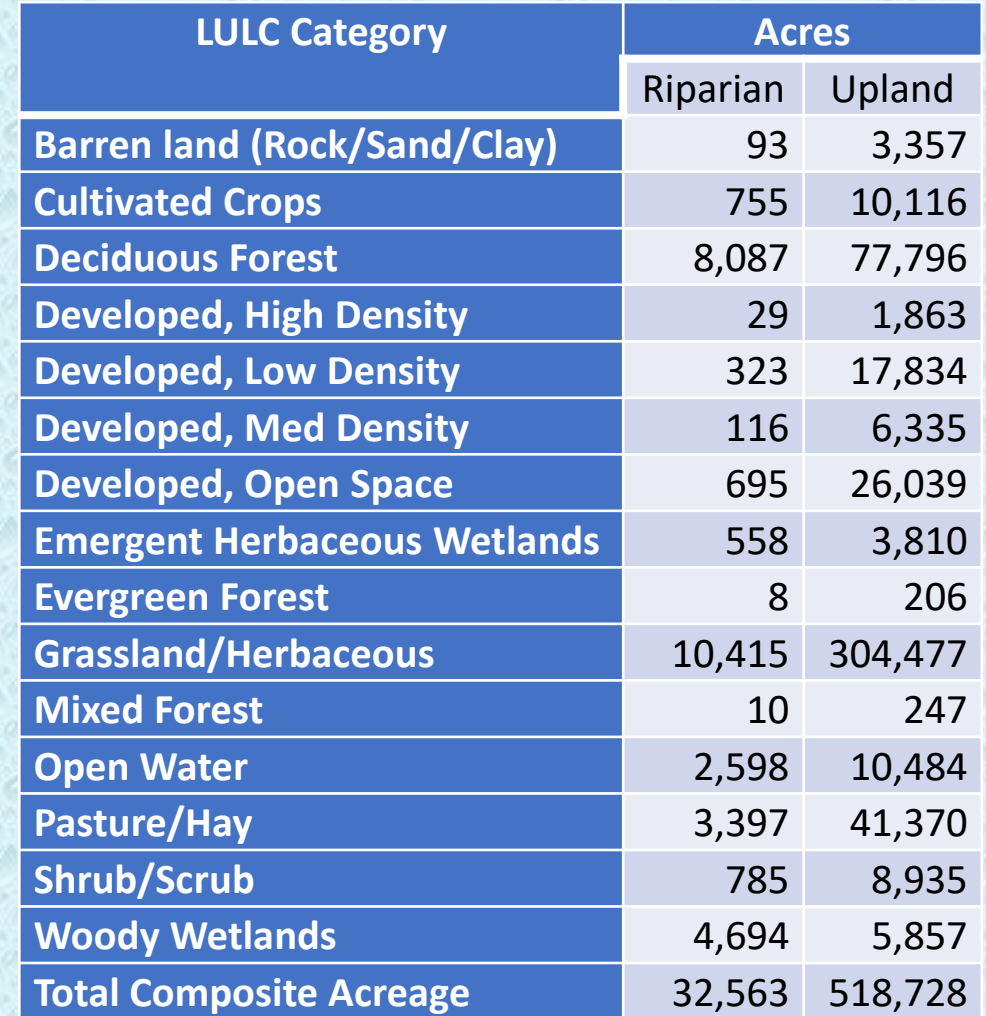 LULC Category Acres
Riparian Upland
Barren land (Rock/Sand/Clay) 93 3,357
Cultivated Crops 755 10,116
Deciduous Forest 8,087 77,796
Developed, High Density 29 1,863
Developed, Low Density 323 17,834
Developed, Med Density 116 6,335
Developed, Open Space 695 26,039
Emergent Herbaceous Wetlands 558 3,810
Evergreen Forest 8 206
Grassland/Herbaceous 10,415 304,477
Mixed Forest 10 247
Open Water 2,598 10,484
Pasture/Hay 3,397 41,370
Shrub/Scrub 785 8,935
Woody Wetlands 4,694 5,857
Total Composite Acreage 32,563 518,728